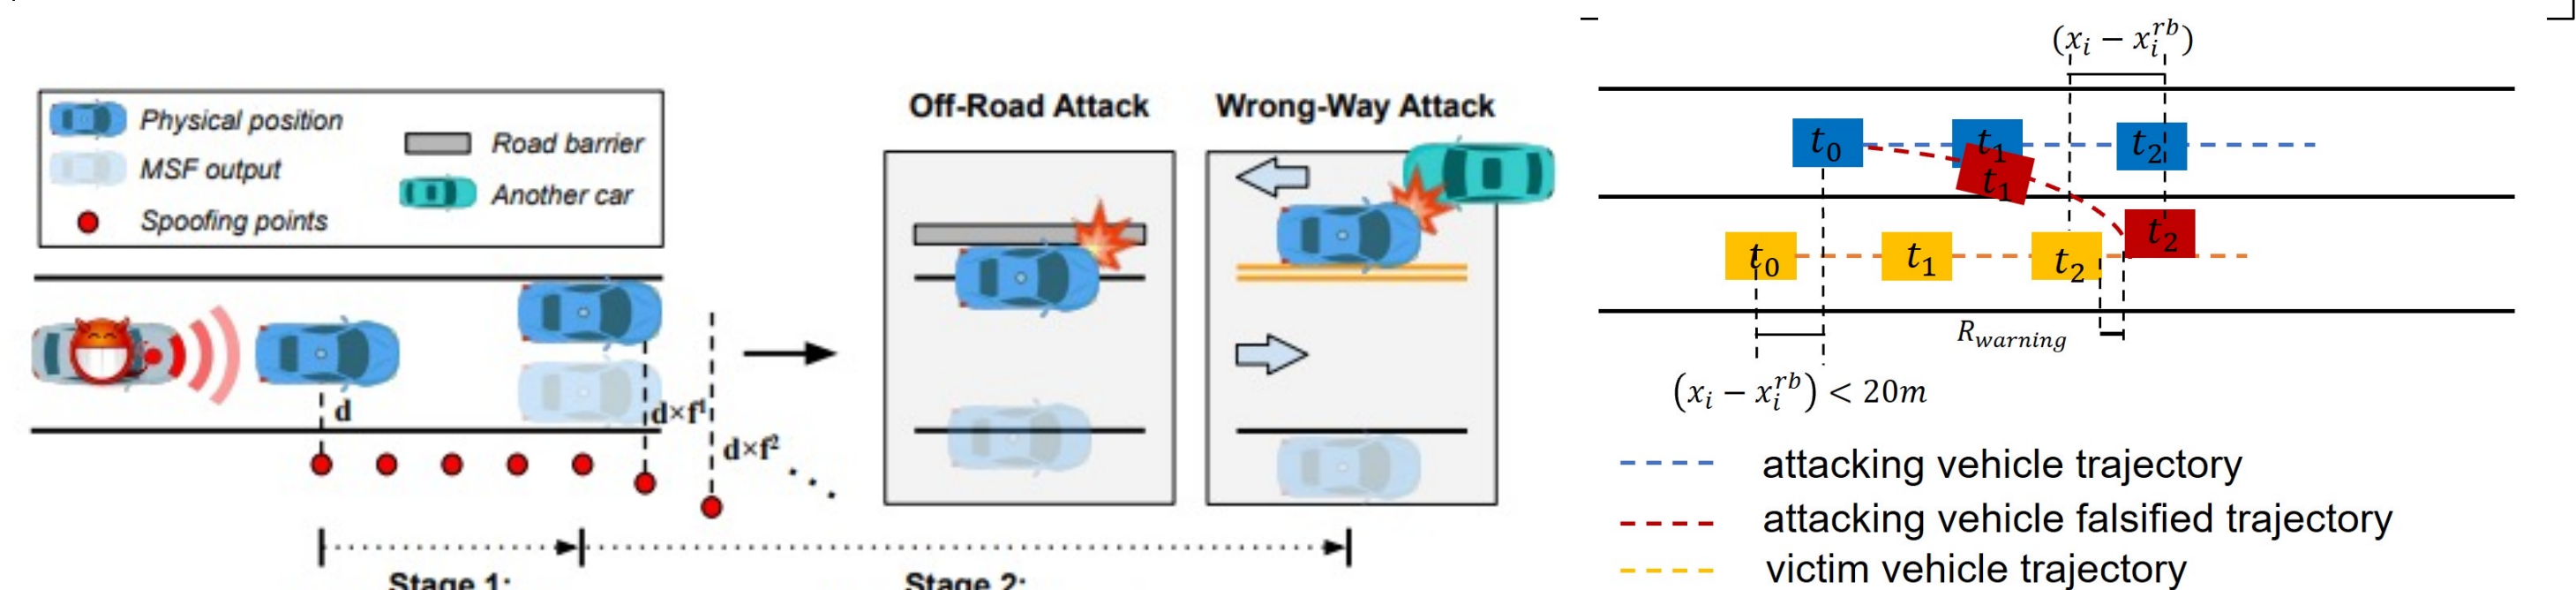 Physical position
MSF output
Spoofing points
Road barrier
Another car
d
d×f¹
d×f²
Stage 1:
Stage 2:
Off-Road Attack
Wrong-Way Attack
(xᵢ − xᵢʳᵇ)
t₀ t₁ t₂
t₁
t₂
t₀ t₁ t₂
R_warning
(xᵢ − xᵢʳᵇ) < 20m
attacking vehicle trajectory
attacking vehicle falsified trajectory
victim vehicle trajectory